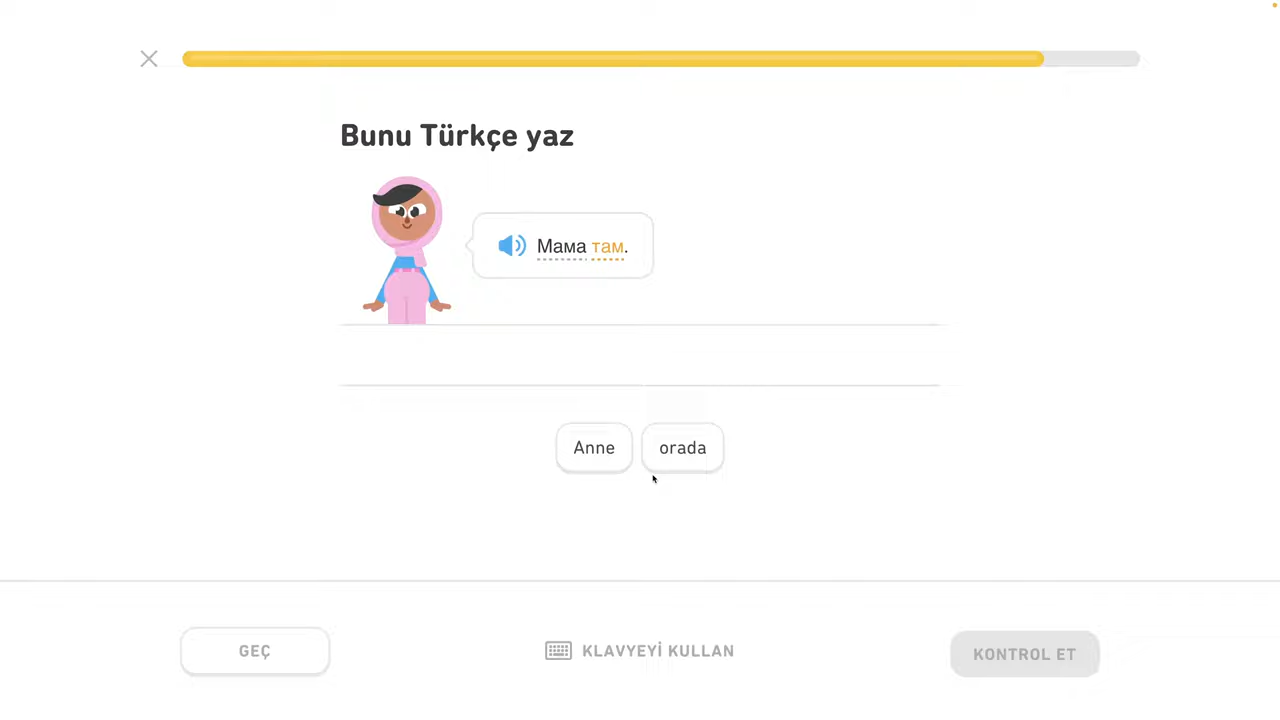 Bunu Türkçe yaz
Мама там.
Anne orada
GEÇ
KLAVYEYİ KULLAN
KONTROL ET